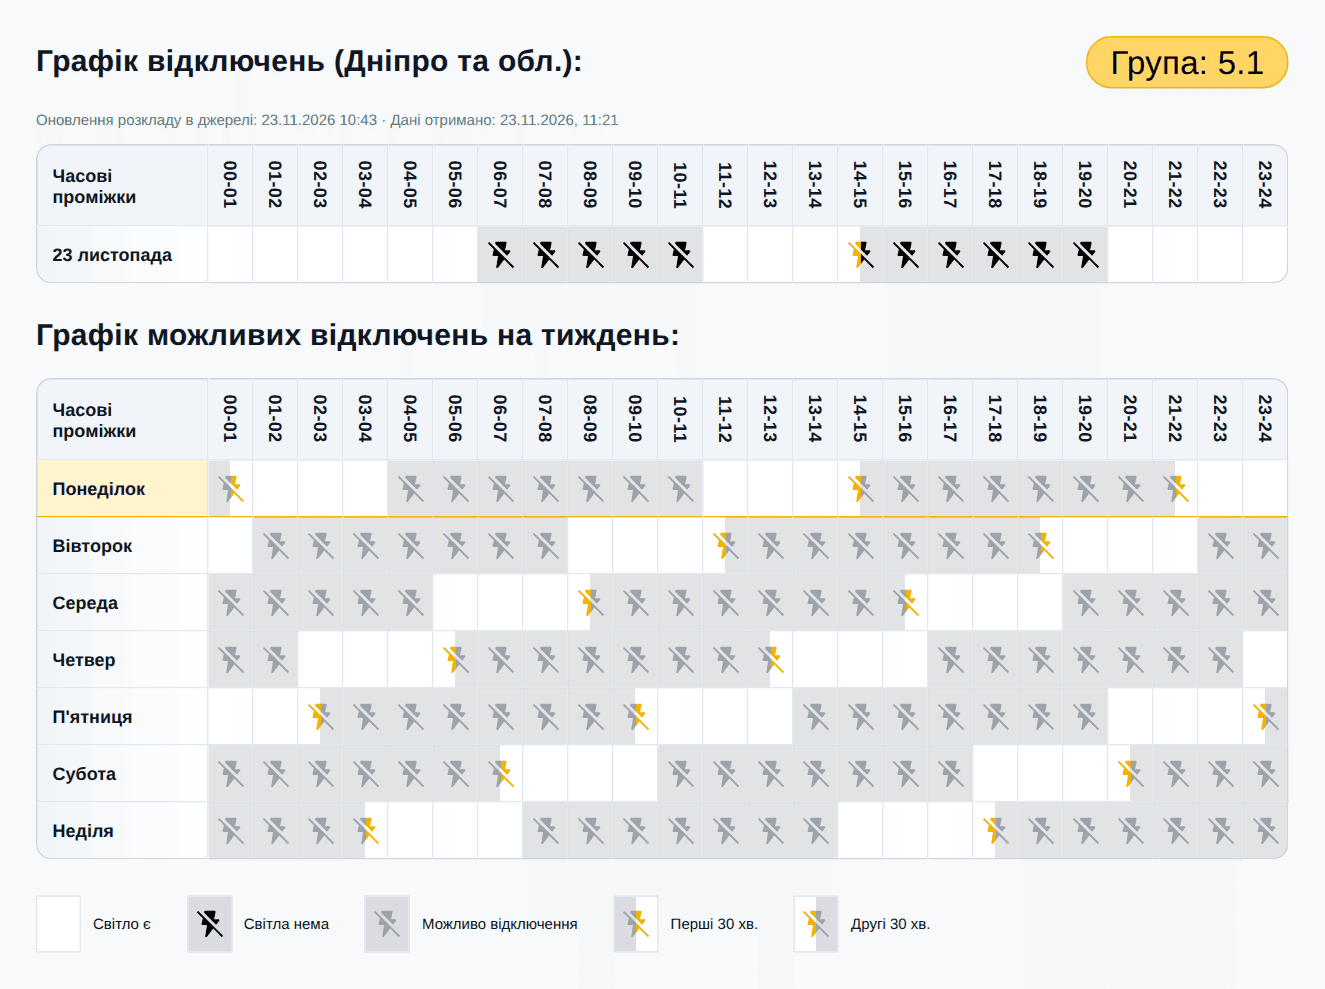 Графік відключень (Дніпро та обл.):
Група: 5.1
Оновлення розкладу в джерелі: 23.11.2026 10:43 · Дані отримано: 23.11.2026, 11:21
Часові проміжки 00-01 01-02 02-03 03-04 04-05 05-06 06-07 07-08 08-09 09-10 10-11 11-12 12-13 13-14 14-15 15-16 16-17 17-18 18-19 19-20 20-21 21-22 22-23 23-24
23 листопада
Графік можливих відключень на тиждень:
Часові проміжки 00-01 01-02 02-03 03-04 04-05 05-06 06-07 07-08 08-09 09-10 10-11 11-12 12-13 13-14 14-15 15-16 16-17 17-18 18-19 19-20 20-21 21-22 22-23 23-24
Понеділок
Вівторок
Середа
Четвер
П'ятниця
Субота
Неділя
Світло є Світла нема Можливо відключення Перші 30 хв. Другі 30 хв.